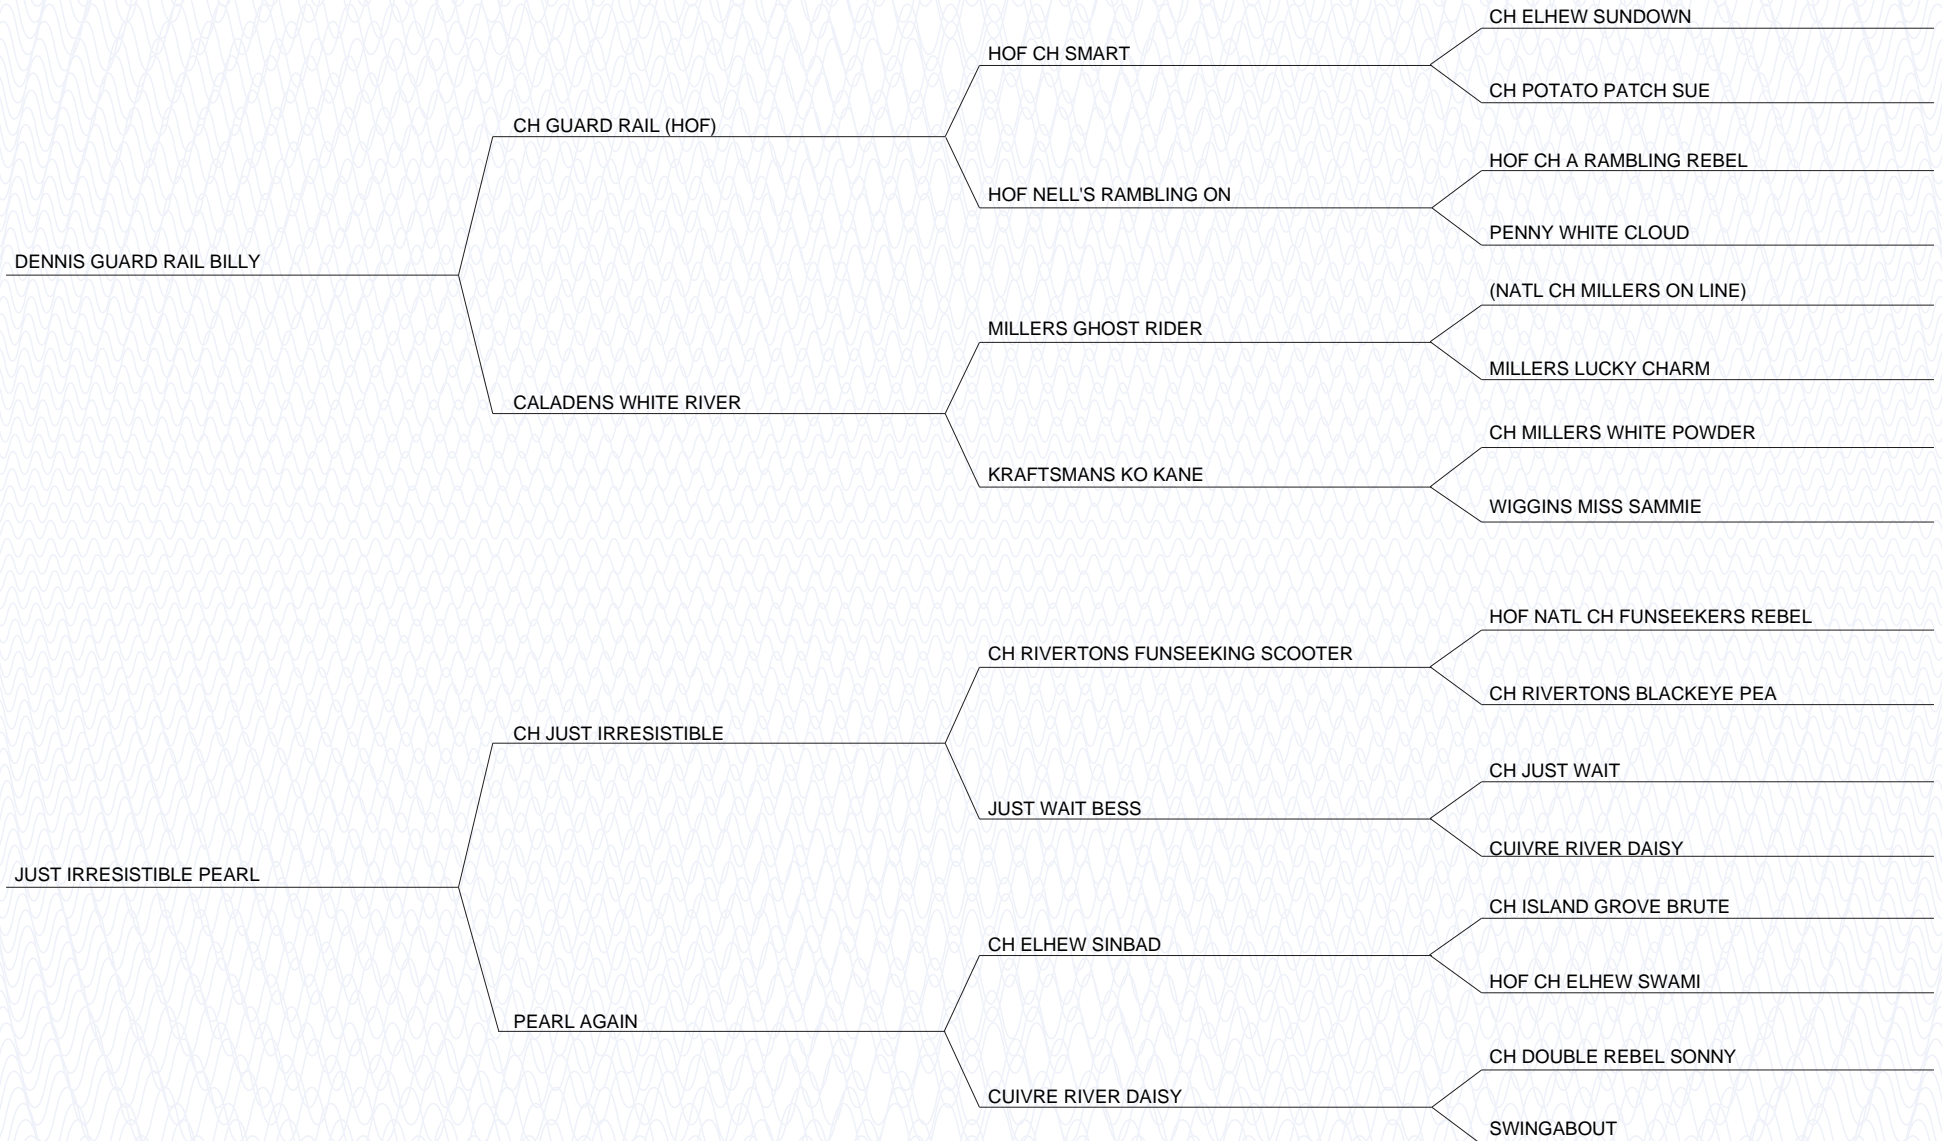 CH ELHEW SUNDOWN
HOF CH SMART
CH POTATO PATCH SUE
CH GUARD RAIL (HOF)
HOF CH A RAMBLING REBEL
HOF NELL'S RAMBLING ON
PENNY WHITE CLOUD
DENNIS GUARD RAIL BILLY
(NATL CH MILLERS ON LINE)
MILLERS GHOST RIDER
MILLERS LUCKY CHARM
CALADENS WHITE RIVER
CH MILLERS WHITE POWDER
KRAFTSMANS KO KANE
WIGGINS MISS SAMMIE
HOF NATL CH FUNSEEKERS REBEL
CH RIVERTONS FUNSEEKING SCOOTER
CH RIVERTONS BLACKEYE PEA
CH JUST IRRESISTIBLE
CH JUST WAIT
JUST WAIT BESS
CUIVRE RIVER DAISY
JUST IRRESISTIBLE PEARL
CH ISLAND GROVE BRUTE
CH ELHEW SINBAD
HOF CH ELHEW SWAMI
PEARL AGAIN
CH DOUBLE REBEL SONNY
CUIVRE RIVER DAISY
SWINGABOUT